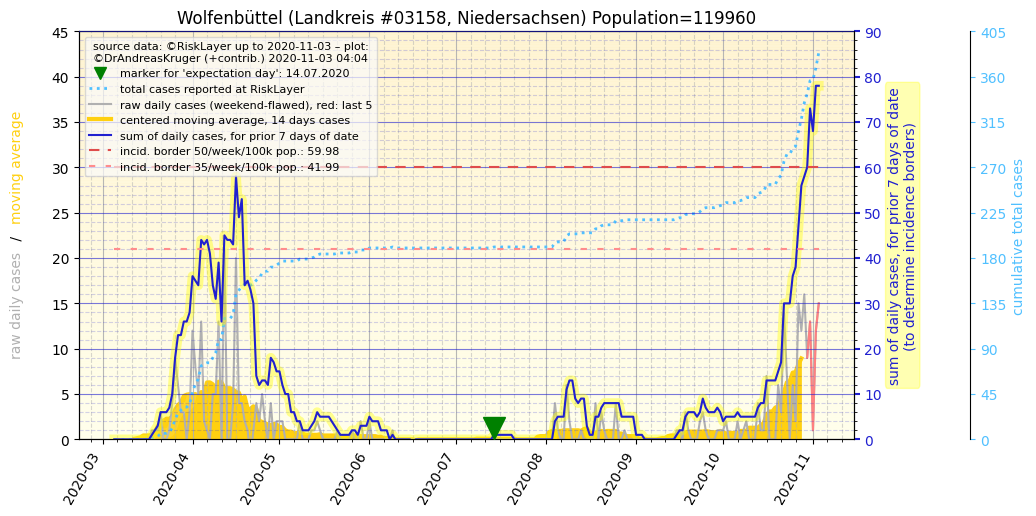 Wolfenbüttel (Landkreis #03158, Niedersachsen) Population=119960
source data: ©RiskLayer up to 2020-11-03 – plot:
©DrAndreasKruger (+contrib.) 2020-11-03 04:04
marker for 'expectation day': 14.07.2020
total cases reported at RiskLayer
raw daily cases (weekend-flawed), red: last 5
centered moving average, 14 days cases
sum of daily cases, for prior 7 days of date
incid. border 50/week/100k pop.: 59.98
incid. border 35/week/100k pop.: 41.99
raw daily cases / moving average
45
40
35
30
25
20
15
10
5
0
2020-03
2020-04
2020-05
2020-06
2020-07
2020-08
2020-09
2020-10
2020-11
90
80
70
60
50
40
30
20
10
0
sum of daily cases, for prior 7 days of date
(to determine, incidence borders)
405
360
315
270
225
180
135
90
45
0
cumulative total cases